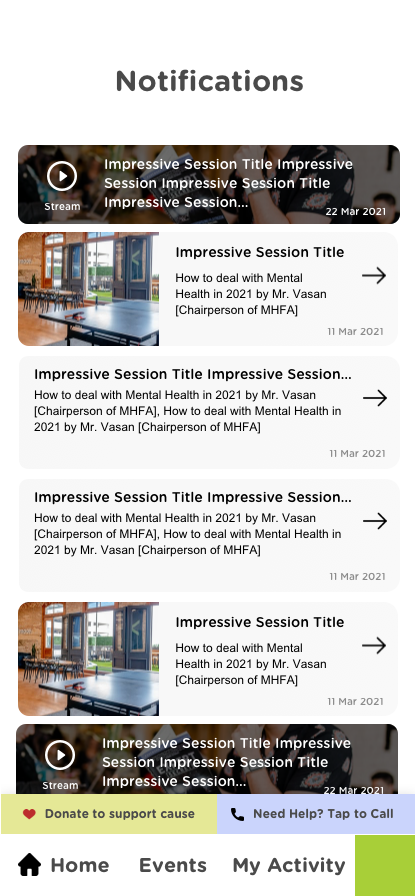 Notifications
Impressive Session Title Impressive
Session Impressive Session Title
Impressive Session...
Stream
22 Mar 2021
Impressive Session Title
How to deal with Mental
Health in 2021 by Mr. Vasan
[Chairperson of MHFA]
11 Mar 2021
Impressive Session Title Impressive Session...
How to deal with Mental Health in 2021 by Mr. Vasan
[Chairperson of MHFA], How to deal with Mental Health in
2021 by Mr. Vasan [Chairperson of MHFA]
11 Mar 2021
Impressive Session Title Impressive Session...
How to deal with Mental Health in 2021 by Mr. Vasan
[Chairperson of MHFA], How to deal with Mental Health in
2021 by Mr. Vasan [Chairperson of MHFA]
11 Mar 2021
Impressive Session Title
How to deal with Mental
Health in 2021 by Mr. Vasan
[Chairperson of MHFA]
11 Mar 2021
Impressive Session Title Impressive
Session Impressive Session Title
Impressive Session...
Stream
22 Mar 2021
Donate to support cause
Need Help? Tap to Call
Home
Events
My Activity